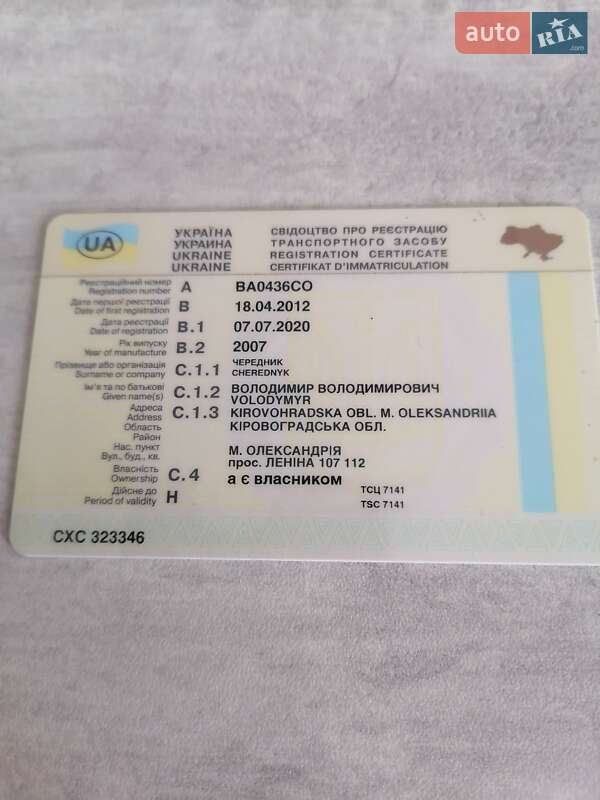 auto RIA .com
UA
УКРАЇНА СВІДОЦТВО ПРО РЕЄСТРАЦІЮ
УКРАИНА ТРАНСПОРТНОГО ЗАСОБУ
UKRAINE REGISTRATION CERTIFICATE
UKRAINE CERTIFIKAT D'IMMATRICULATION
Реєстраційний номер
Registration number A BA0436CO
Дата першої реєстрації
Date of first registration B 18.04.2012
Дата реєстрації
Date of registration B.1 07.07.2020
Рік випуску
Year of manufacture B.2 2007
Прізвище або організація ЧЕРЕДНИК
Surname or company C.1.1 CHEREDNYK
Ім'я та по батькові C.1.2 ВОЛОДИМИР ВОЛОДИМИРОВИЧ
Given name(s) VOLODYMYR
Адреса
Address C.1.3 KIROVOHRADSKA OBL. M. OLEKSANDRIIA
Область КІРОВОГРАДСЬКА ОБЛ.
Район
Нас. пункт М. ОЛЕКСАНДРІЯ
Вул., буд., кв. прос. ЛЕНІНА 107 112
Власність
Ownership C.4 а є власником
Дійсне до ТСЦ 7141
Period of validity H TSC 7141
СХС 323346